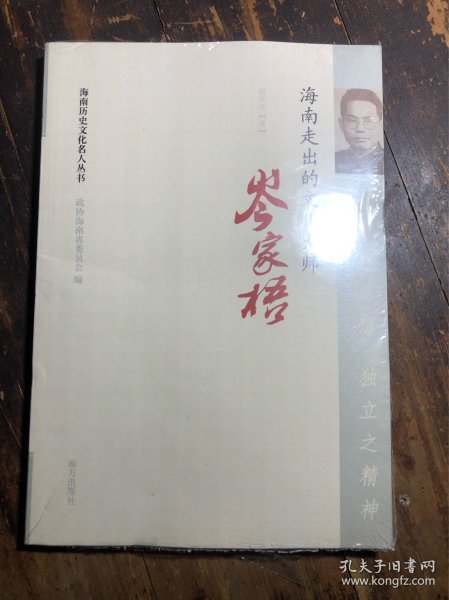 海南历史文化名人丛书
政协海南省委员会 编
海南走出的
师
岑家梧
独立之精神
南方出版社
孔夫子旧书网
www.kongfz.com